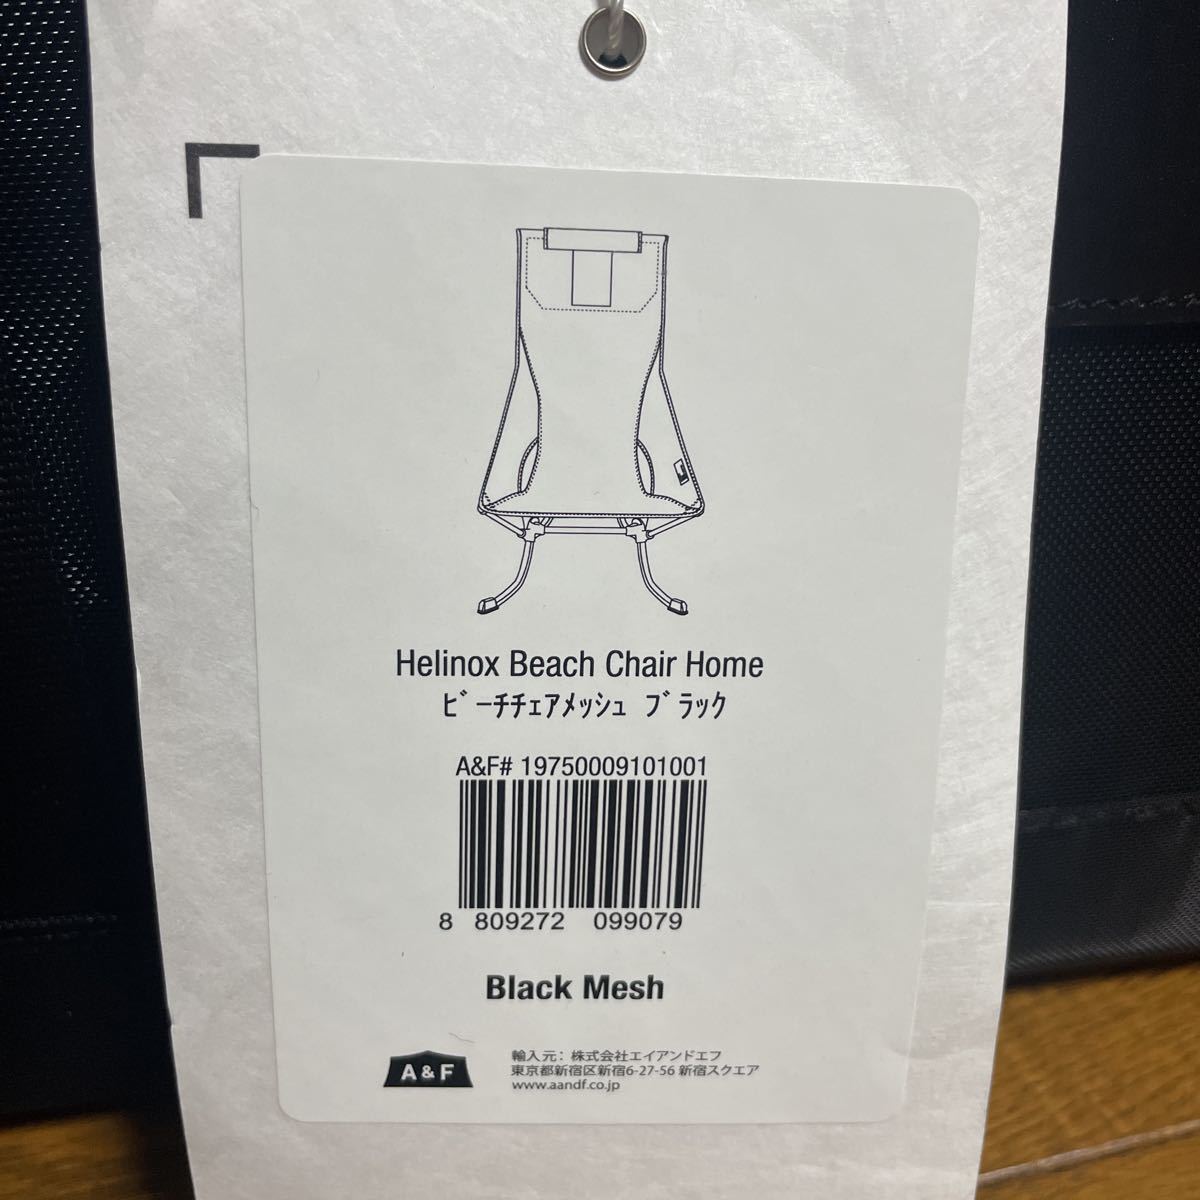 Helinox Beach Chair Home
ﾋﾞｰﾁﾁｪｱﾒｯｼｭ ﾌﾞﾗｯｸ
A&F# 19750009101001
8 809272 099079
Black Mesh
A & F
輸入元：株式会社エイアンドエフ
東京都新宿区新宿6-27-56 新宿スクエア
www.aandf.co.jp